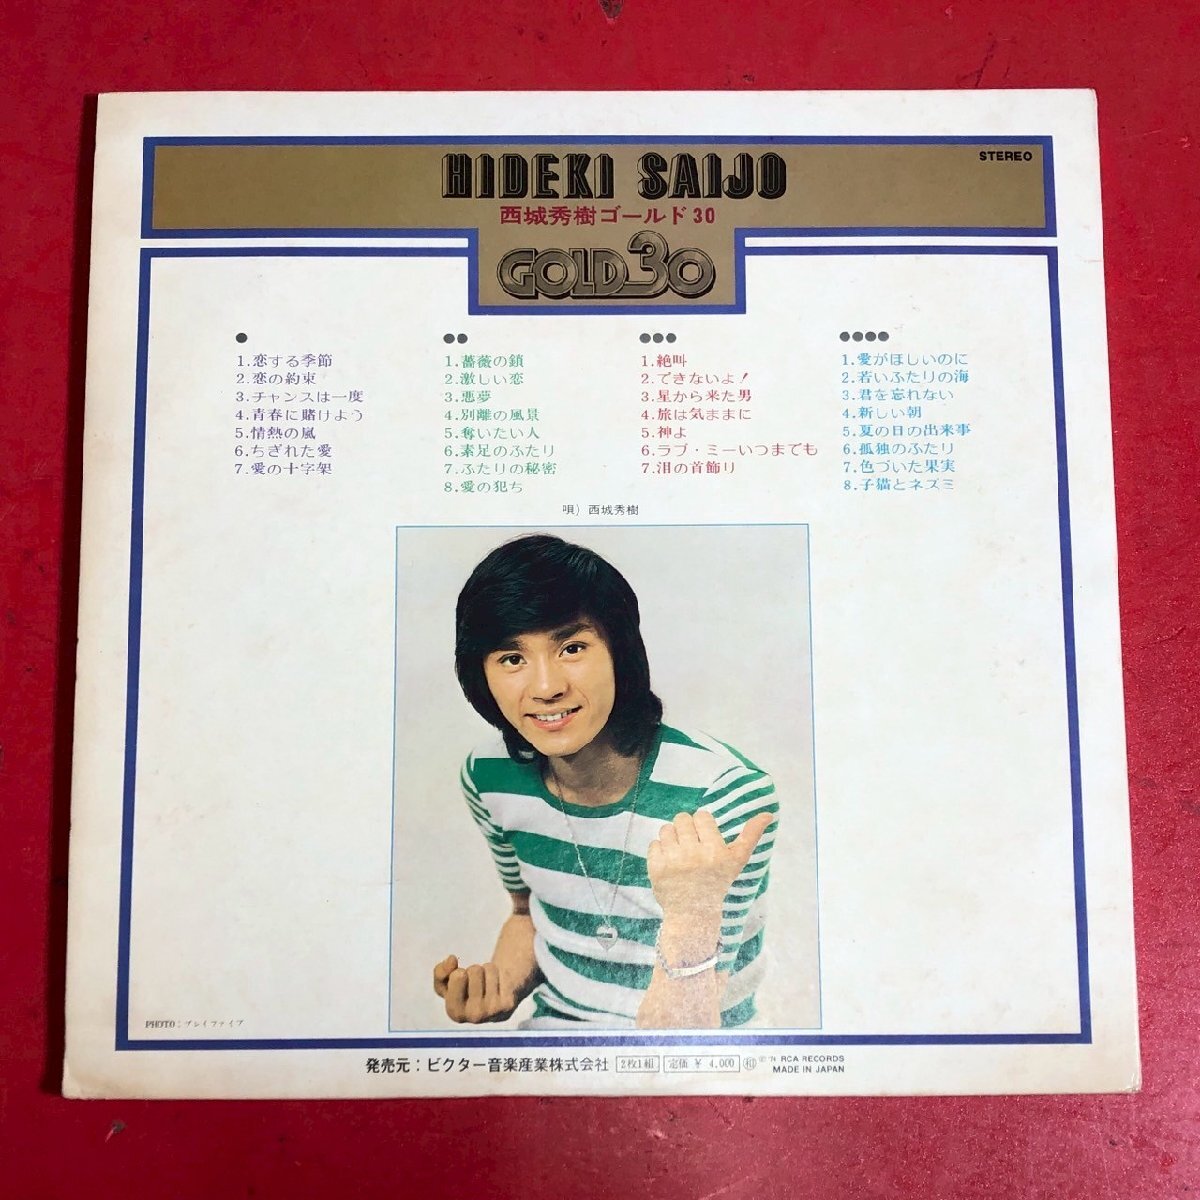 HIDEKI SAIJO
STEREO
西城秀樹ゴールド30
GOLD 30
●
1.恋する季節
2.恋の約束
3.チャンスは一度
4.青春に賭けよう
5.情熱の嵐
6.ちぎれた愛
7.愛の十字架
●●
1.薔薇の鎖
2.激しい恋
3.悪夢
4.別離の風景
5.奪いたい人
6.素足のふたり
7.ふたりの秘密
8.愛の犯ち
●●●
1.絶叫
2.できないよ!
3.星から来た男
4.旅は気ままに
5.神よ
6.ラブ・ミーいつまでも
7.泪の首飾り
●●●●
1.愛がほしいのに
2.若いふたりの海
3.君を忘れない
4.新しい朝
5.夏の日の出来事
6.孤独のふたり
7.色づいた果実
8.子猫とネズミ
唄) 西城秀樹
PHOTO:プレイファイブ
発売元:ビクター音楽産業株式会社 2枚1組 定価 ¥ 4,000 ㊓ Ⓟ'74 RCA RECORDS
MADE IN JAPAN